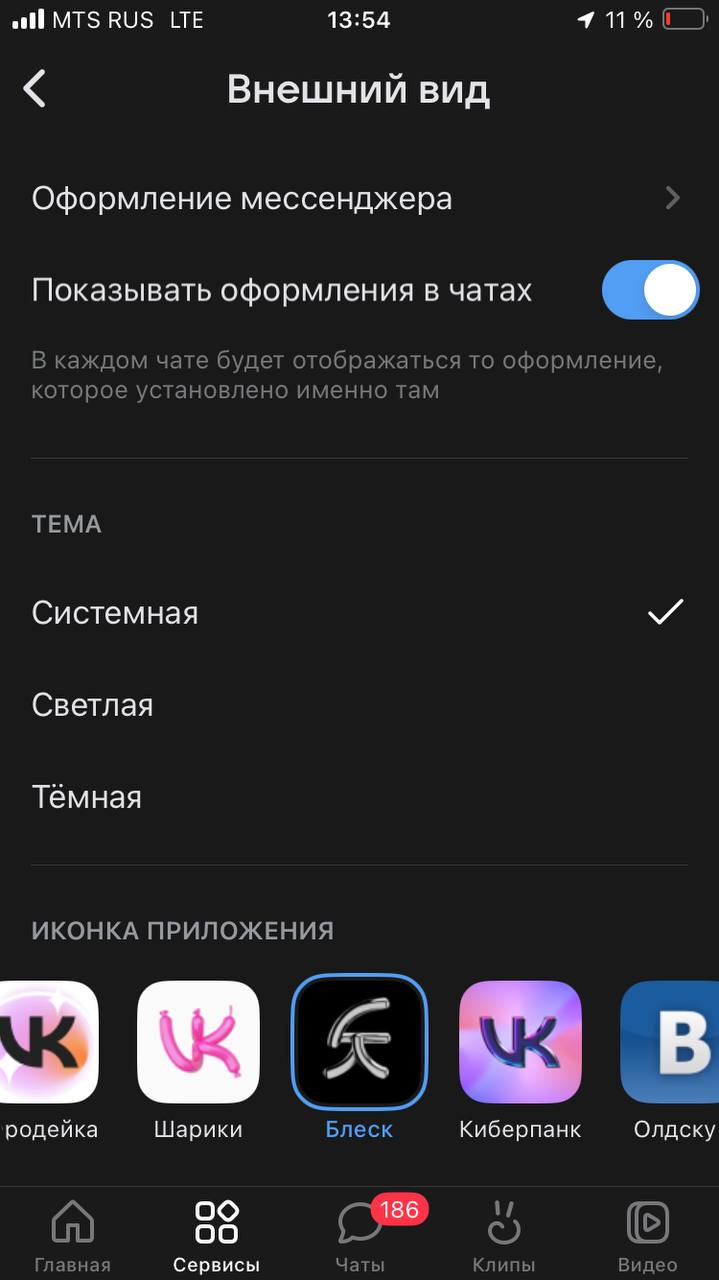 MTS RUS LTE 13:54 11 %
Внешний вид
Оформление мессенджера
Показывать оформления в чатах
В каждом чате будет отображаться то оформление,
которое установлено именно там
ТЕМА
Системная
Светлая
Тёмная
ИКОНКА ПРИЛОЖЕНИЯ
VK VK VK B
родейка Шарики Блеск Киберпанк Олдску
186
Главная Сервисы Чаты Клипы Видео